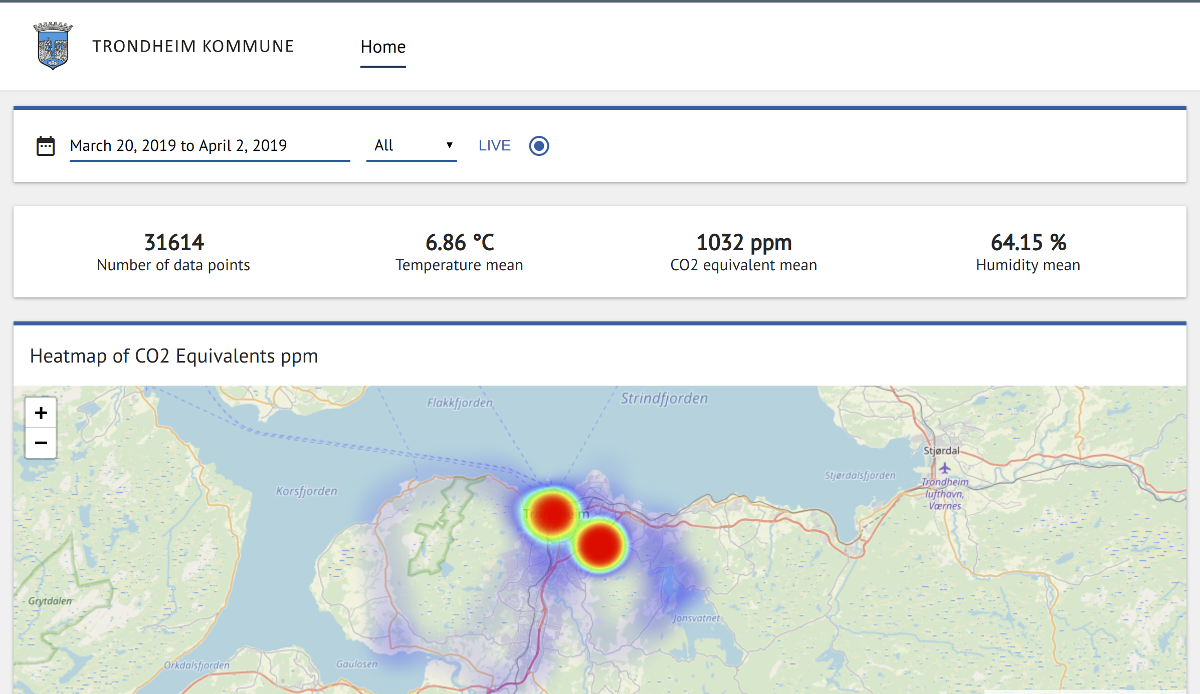 TRONDHEIM KOMMUNE
Home
March 20, 2019 to April 2, 2019
All
LIVE
31614
Number of data points
6.86 °C
Temperature mean
1032 ppm
CO2 equivalent mean
64.15 %
Humidity mean
Heatmap of CO2 Equivalents ppm
+
−
Flakkfjorden
Strindfjorden
Stjørdal
Trondheim
lufthavn,
- Værnes
Stjørdalsfjorden
Korsfjorden
Grytdalen
Jonsvatnet
Orkdalsfjorden
Gaulosen